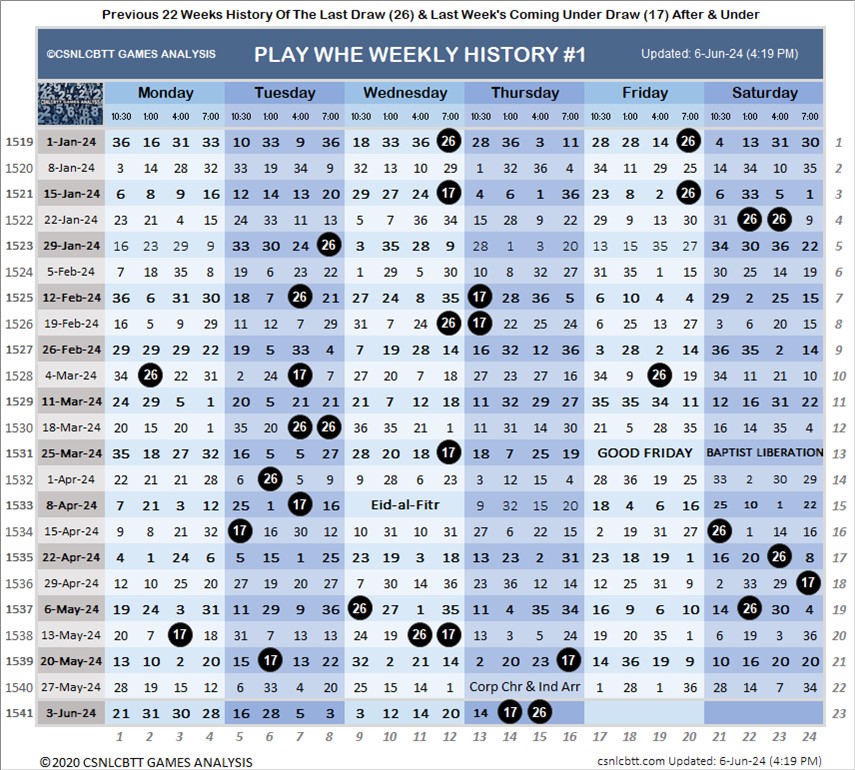 Previous 22 Weeks History Of The Last Draw (26) & Last Week's Coming Under Draw (17) After & Under
©CSNLCBTT GAMES ANALYSIS PLAY WHE WEEKLY HISTORY #1 Updated: 6-Jun-24 (4:19 PM)
CSNLCBTT GAMES ANALYSIS Monday Tuesday Wednesday Thursday Friday Saturday
10:30 1:00 4:00 7:00 10:30 1:00 4:00 7:00 10:30 1:00 4:00 7:00 10:30 1:00 4:00 7:00 10:30 1:00 4:00 7:00 10:30 1:00 4:00 7:00
1519 1-Jan-24 36 16 31 33 10 33 9 36 18 33 36 26 28 36 3 11 28 28 14 26 4 13 31 30 1
1520 8-Jan-24 3 14 28 32 33 19 34 9 32 13 10 29 1 32 36 4 34 11 29 25 14 34 10 35 2
1521 15-Jan-24 6 8 9 16 12 14 13 20 29 27 24 17 4 6 1 36 23 8 2 26 6 33 5 1 3
1522 22-Jan-24 23 21 4 15 24 33 11 13 5 7 36 34 15 28 9 22 29 9 13 30 31 26 26 9 4
1523 29-Jan-24 16 23 29 9 33 30 24 26 3 35 28 9 28 1 3 20 13 15 35 27 34 30 36 22 5
1524 5-Feb-24 7 18 35 8 19 6 23 22 1 29 5 30 10 8 32 27 31 35 1 15 30 25 14 19 6
1525 12-Feb-24 36 6 31 30 18 7 26 21 27 24 8 35 17 28 36 5 6 10 4 4 29 2 25 15 7
1526 19-Feb-24 16 5 9 29 11 12 7 29 31 7 24 26 17 22 25 24 6 25 13 27 3 6 20 15 8
1527 26-Feb-24 29 29 29 22 19 5 33 4 7 19 28 14 16 32 12 36 3 28 2 14 36 35 2 14 9
1528 4-Mar-24 34 26 22 31 2 24 17 7 27 20 7 18 27 23 27 16 34 9 26 19 34 11 21 10 10
1529 11-Mar-24 24 29 5 1 20 5 21 21 21 7 12 18 11 32 29 27 35 35 34 11 12 16 31 22 11
1530 18-Mar-24 20 15 20 1 35 20 26 26 36 35 21 1 11 31 14 30 21 5 28 35 16 14 35 4 12
1531 25-Mar-24 35 18 27 32 16 5 5 27 28 20 18 17 18 7 25 19 GOOD FRIDAY BAPTIST LIBERATION 13
1532 1-Apr-24 22 15 21 28 6 26 6 29 9 28 6 23 3 12 15 4 28 36 19 25 33 2 30 29 14
1533 8-Apr-24 7 21 3 12 25 1 17 16 Eid-al-Fitr 9 32 15 20 18 4 6 16 25 10 1 22 15
1534 15-Apr-24 9 8 21 32 17 16 30 12 10 31 10 31 27 6 22 15 2 19 31 27 26 1 14 16 16
1535 22-Apr-24 4 1 24 6 5 15 1 25 23 19 3 18 13 23 2 31 23 18 19 1 16 20 26 8 17
1536 29-Apr-24 12 10 25 20 27 19 20 27 7 30 14 36 23 36 12 14 12 25 31 9 2 33 29 17 18
1537 6-May-24 19 24 3 31 11 29 9 36 26 27 1 35 11 4 35 34 16 9 6 10 14 26 30 4 19
1538 13-May-24 20 7 17 18 31 7 13 13 24 19 26 17 13 3 5 24 19 20 35 1 6 19 3 36 20
1539 20-May-24 13 10 2 20 15 17 13 22 32 2 21 14 2 20 23 17 14 36 19 9 10 16 20 20 21
1540 27-May-24 28 19 15 12 6 33 4 20 25 15 14 1 Corp Chr & Ind Arr 1 28 1 36 28 14 7 34 22
1541 3-Jun-24 21 31 30 28 16 28 5 3 3 12 14 20 14 17 26 23
1 2 3 4 5 6 7 8 9 10 11 12 13 14 15 16 17 18 19 20 21 22 23 24
©2020 CSNLCBTT GAMES ANALYSIS csnlcbtt.com Updated: 6-Jun-24 (4:19 PM)